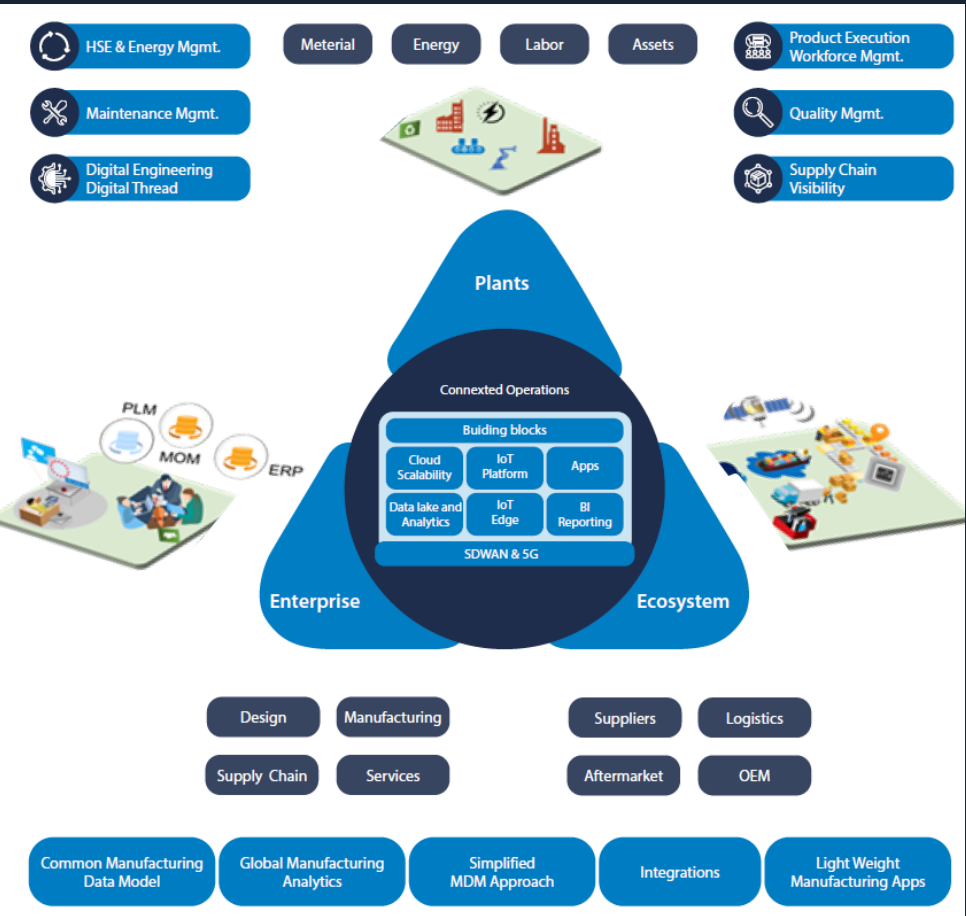 HSE & Energy Mgmt.
Meterial
Energy
Labor
Assets
Product Execution
Workforce Mgmt.
Maintenance Mgmt.
Quality Mgmt.
Digital Engineering
Digital Thread
Supply Chain
Visibility
Plants
Connexted Operations
Buiding blocks
Cloud
Scalability
IoT
Platform
Apps
Data lake and
Analytics
IoT
Edge
BI
Reporting
SDWAN & 5G
PLM
MOM
ERP
Enterprise
Ecosystem
Design
Manufacturing
Suppliers
Logistics
Supply Chain
Services
Aftermarket
OEM
Common Manufacturing
Data Model
Global Manufacturing
Analytics
Simplified
MDM Approach
Integrations
Light Weight
Manufacturing Apps